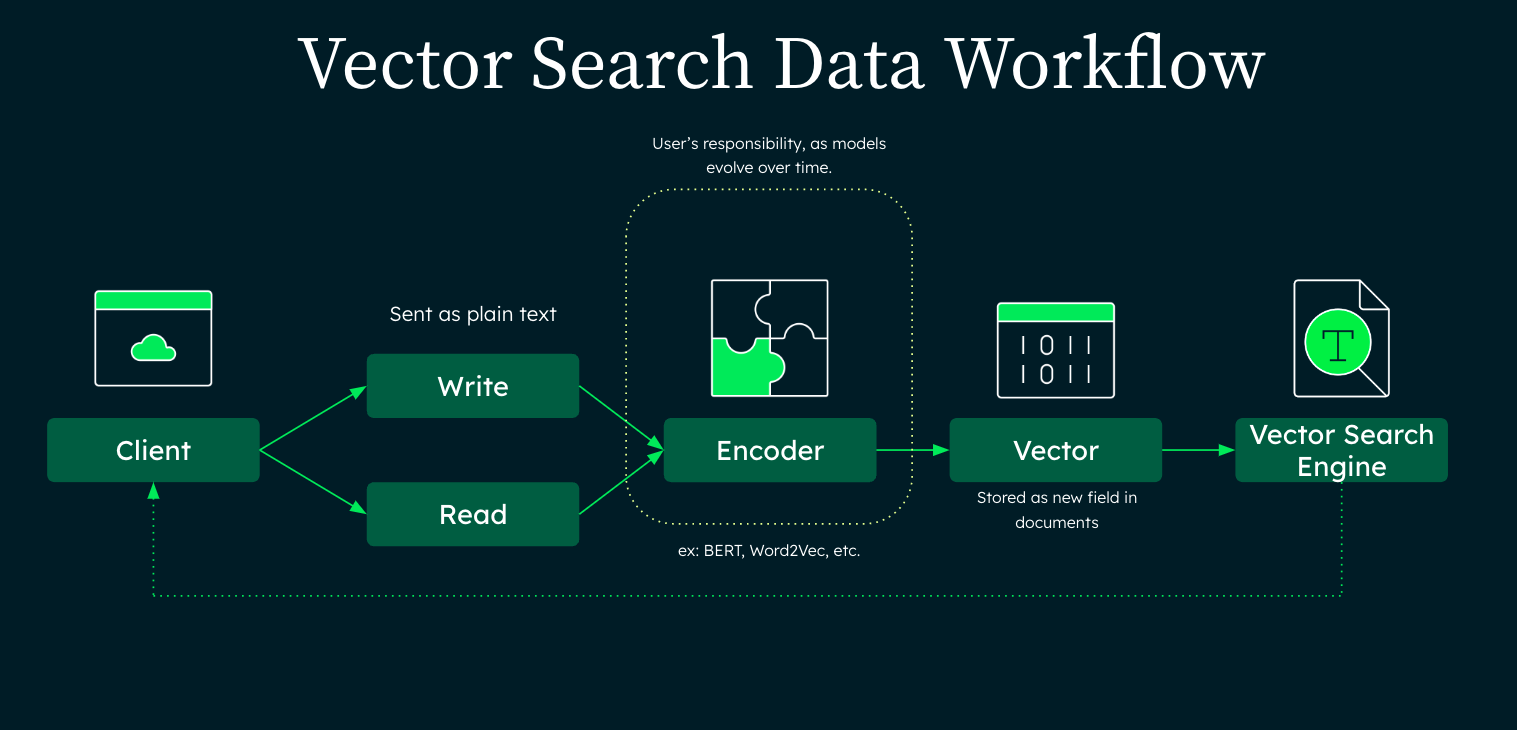 Vector Search Data Workflow
User’s responsibility, as models
evolve over time.
Sent as plain text
1 0 1 1
1 0 1 1
T
Write
Client
Encoder
Vector
Vector Search
Engine
Read
Stored as new field in
documents
ex: BERT, Word2Vec, etc.